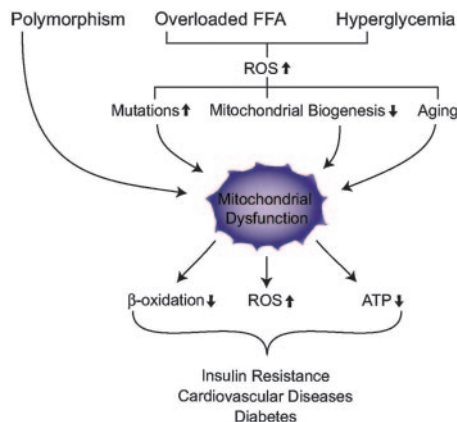 Polymorphism Overloaded FFA Hyperglycemia
ROS ↑
Mutations ↑ Mitochondrial Biogenesis ↓ Aging
Mitochondrial
Dysfunction
β-oxidation ↓ ROS ↑ ATP ↓
Insulin Resistance
Cardiovascular Diseases
Diabetes